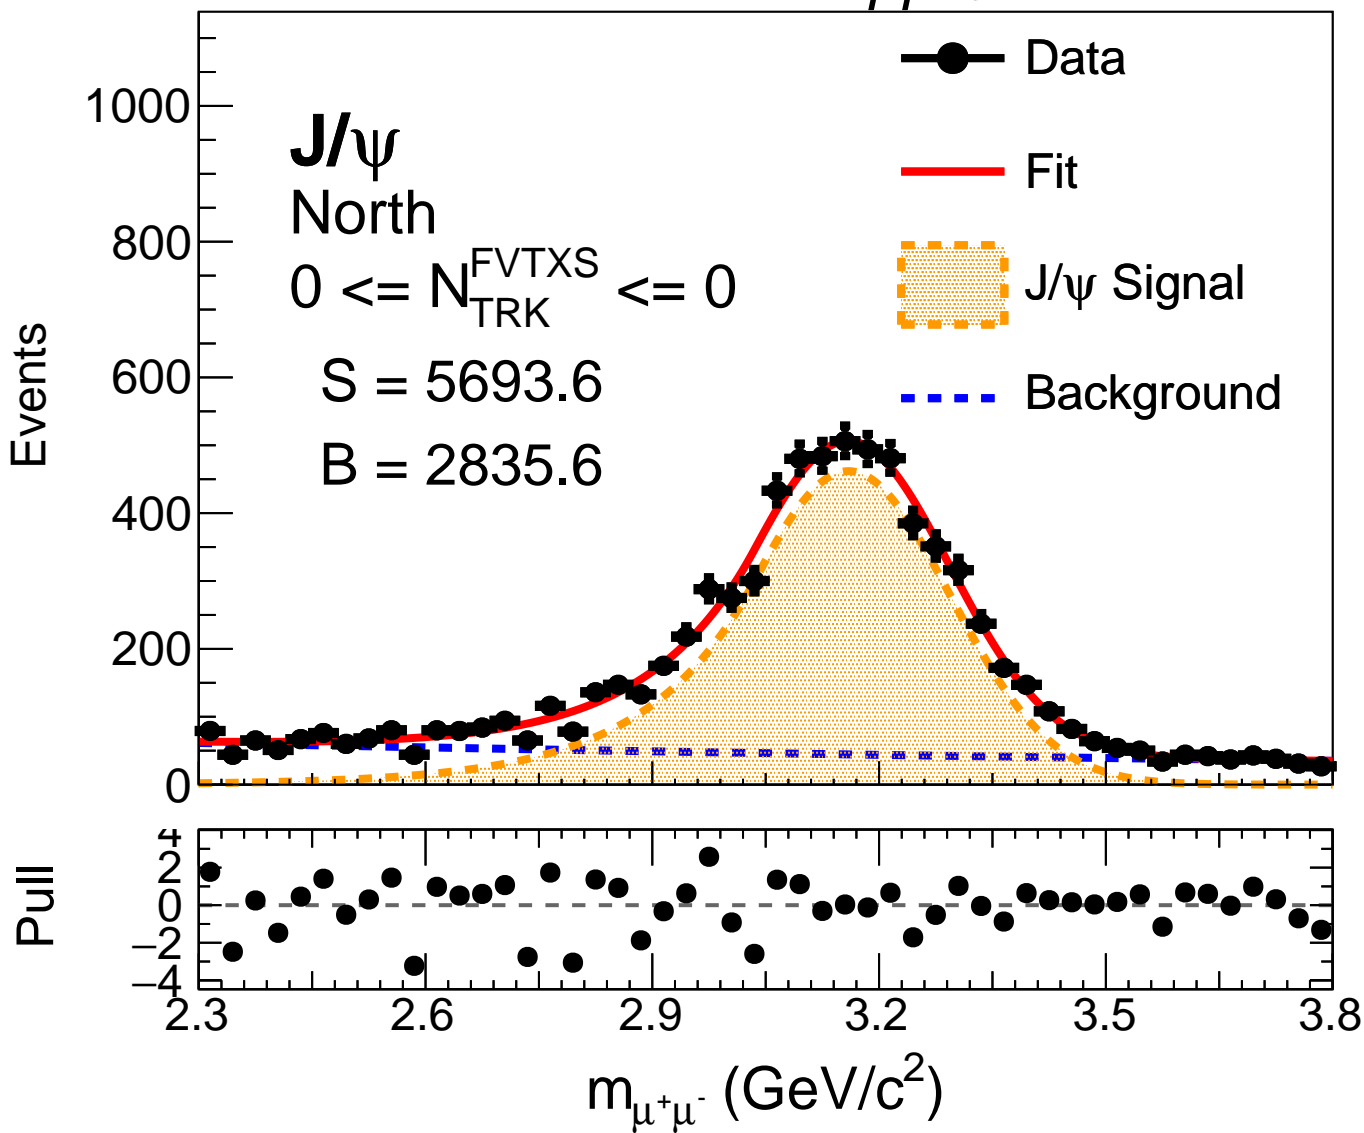 Data
Fit
J/ψ Signal
Background
J/ψ
North
0 <= N_TRK^FVTXS <= 0
S = 5693.6
B = 2835.6
Events
1000
800
600
400
200
0
Pull
4
2
0
−2
−4
2.3 2.6 2.9 3.2 3.5 3.8
m_μ⁺μ⁻ (GeV/c²)